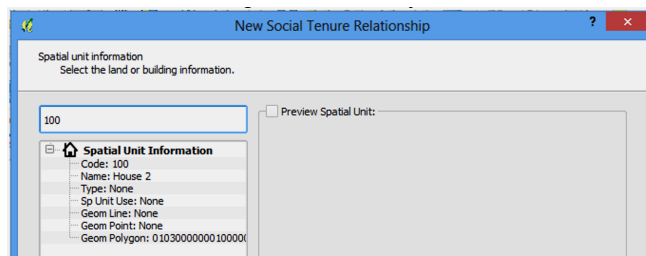 New Social Tenure Relationship ?
Spatial unit information
Select the land or building information.
100
Preview Spatial Unit:
Spatial Unit Information
Code: 100
Name: House 2
Type: None
Sp Unit Use: None
Geom Line: None
Geom Point: None
Geom Polygon: 01030000000100000